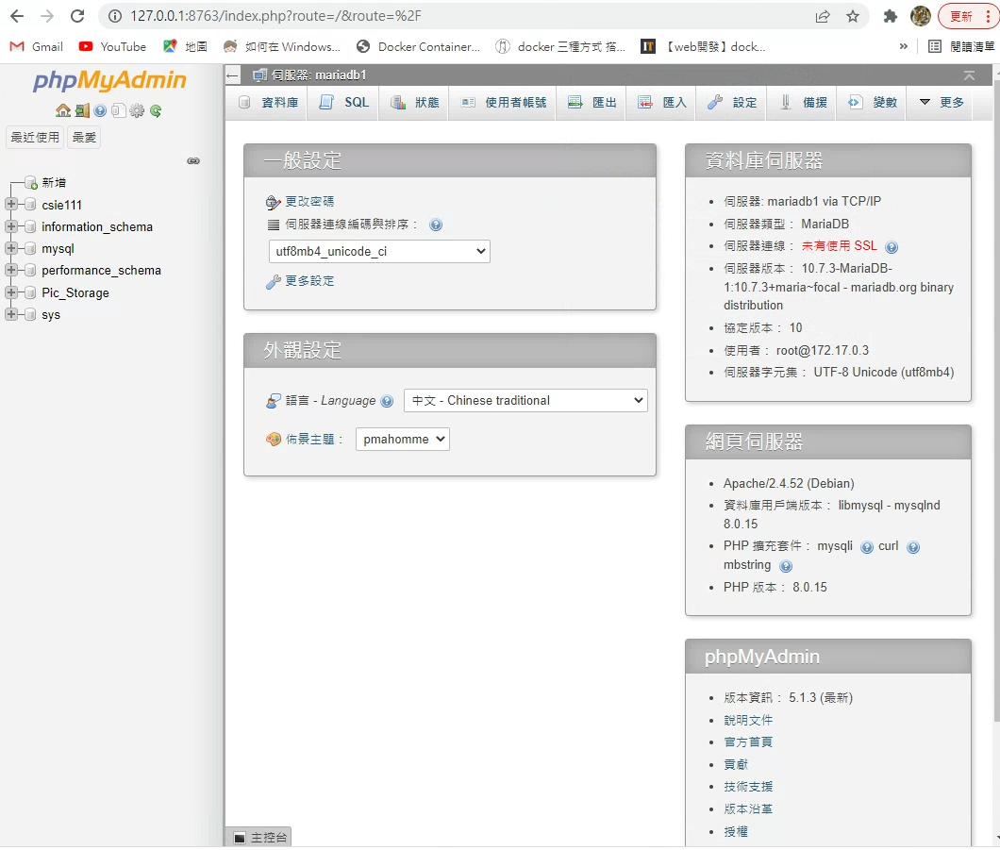 127.0.0.1:8763/index.php?route=/&route=%2F
更新
Gmail
YouTube
地圖
如何在 Windows...
Docker Container...
docker 三種方式 搭...
IT
【web開發】dock...
»
閱讀清單
phpMyAdmin
最近使用
最愛
新增
csie111
information_schema
mysql
performance_schema
Pic_Storage
sys
伺服器: mariadb1
資料庫
SQL
狀態
使用者帳號
匯出
匯入
設定
備援
變數
更多
一般設定
更改密碼
伺服器連線編碼與排序：
utf8mb4_unicode_ci
更多設定
外觀設定
語言 - Language
中文 - Chinese traditional
佈景主題：
pmahomme
資料庫伺服器
伺服器: mariadb1 via TCP/IP
伺服器類型： MariaDB
伺服器連線： 未有使用 SSL
伺服器版本： 10.7.3-MariaDB-
1:10.7.3+maria~focal - mariadb.org binary
distribution
協定版本： 10
使用者： root@172.17.0.3
伺服器字元集： UTF-8 Unicode (utf8mb4)
網頁伺服器
Apache/2.4.52 (Debian)
資料庫用戶端版本： libmysql - mysqlnd
8.0.15
PHP 擴充套件： mysqli curl
mbstring
PHP 版本： 8.0.15
phpMyAdmin
版本資訊： 5.1.3 (最新)
說明文件
官方首頁
貢獻
技術支援
版本沿革
授權
主控台